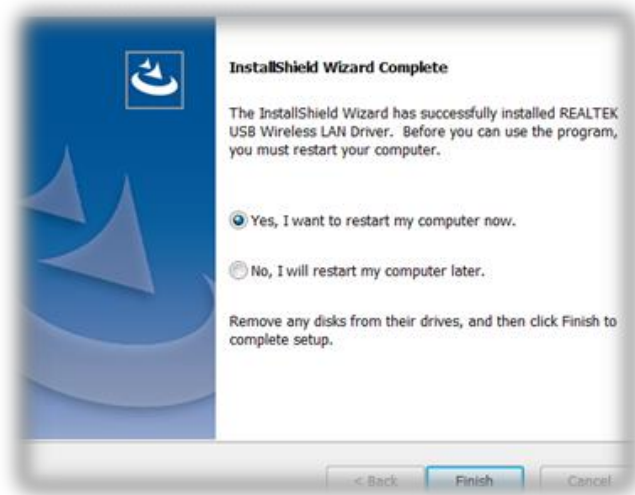 InstallShield Wizard Complete
The InstallShield Wizard has successfully installed REALTEK
USB Wireless LAN Driver. Before you can use the program,
you must restart your computer.
Yes, I want to restart my computer now.
No, I will restart my computer later.
Remove any disks from their drives, and then click Finish to
complete setup.
< Back
Finish
Cancel